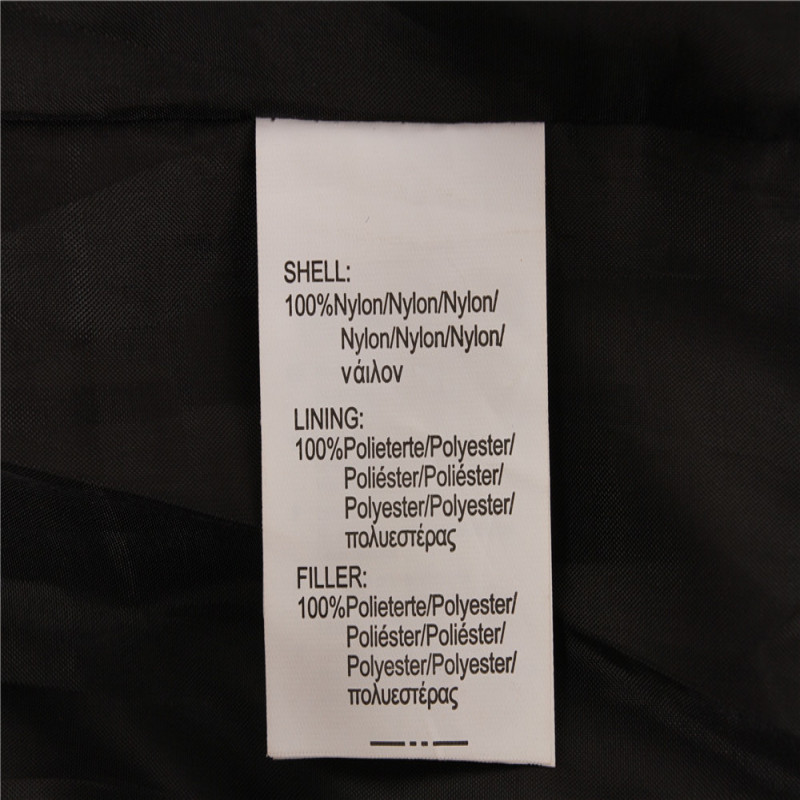 SHELL:
100%Nylon/Nylon/Nylon/
Nylon/Nylon/Nylon/
νάιλον
LINING:
100%Polieterte/Polyester/
Poliéster/Poliéster/
Polyester/Polyester/
πολυεστέρας
FILLER:
100%Polieterte/Polyester/
Poliéster/Poliéster/
Polyester/Polyester/
πολυεστέρας